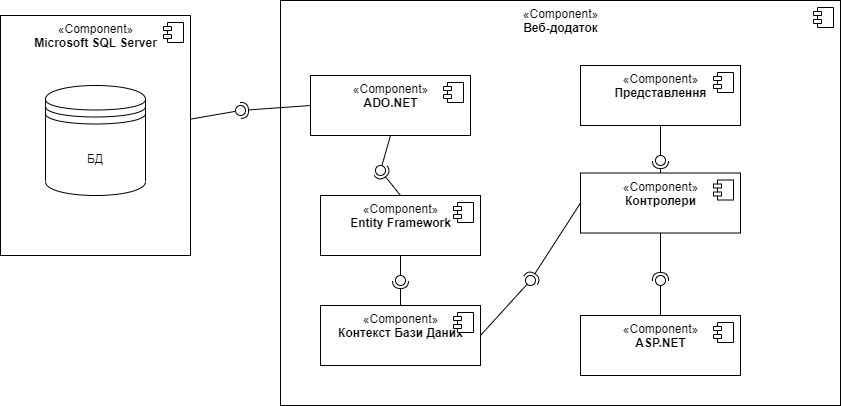 «Component»
Microsoft SQL Server
БД
«Component»
Веб-додаток
«Component»
ADO.NET
«Component»
Представлення
«Component»
Entity Framework
«Component»
Контролери
«Component»
Контекст Бази Даних
«Component»
ASP.NET